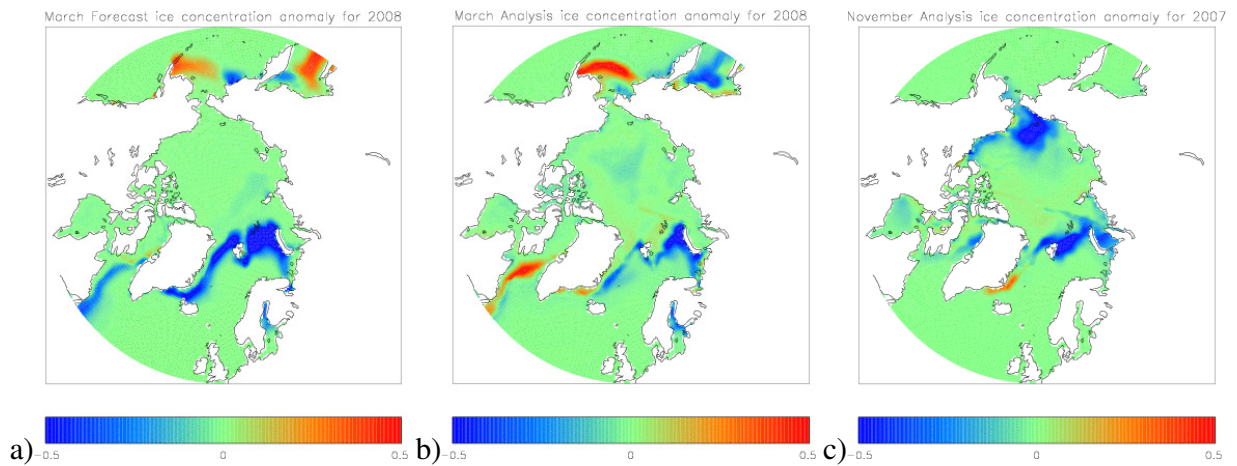 March Forecast ice concentration anomaly for 2008
March Analysis ice concentration anomaly for 2008
November Analysis ice concentration anomaly for 2007
a) -0.5 0 0.5
b) -0.5 0 0.5
c) -0.5 0 0.5